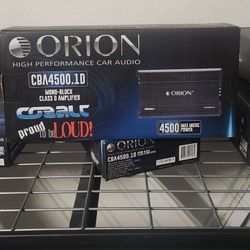 ORION
HIGH PERFORMANCE CAR AUDIO
CBA4500.1D
MONO-BLOCK
CLASS D AMPLIFIER
COBALT
proud to be LOUD!
ORION
4500 MAX MUSIC
POWER
ORION
CBA4500.1D